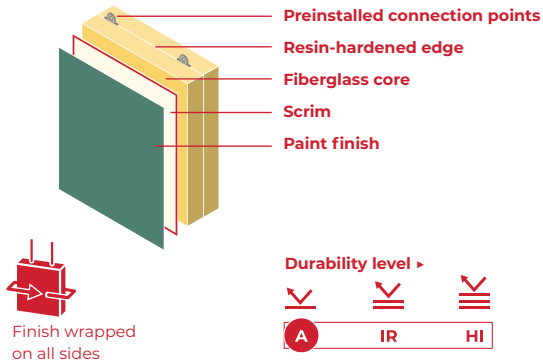 Preinstalled connection points
Resin-hardened edge
Fiberglass core
Scrim
Paint finish
Durability level ▸
A IR HI
Finish wrapped
on all sides